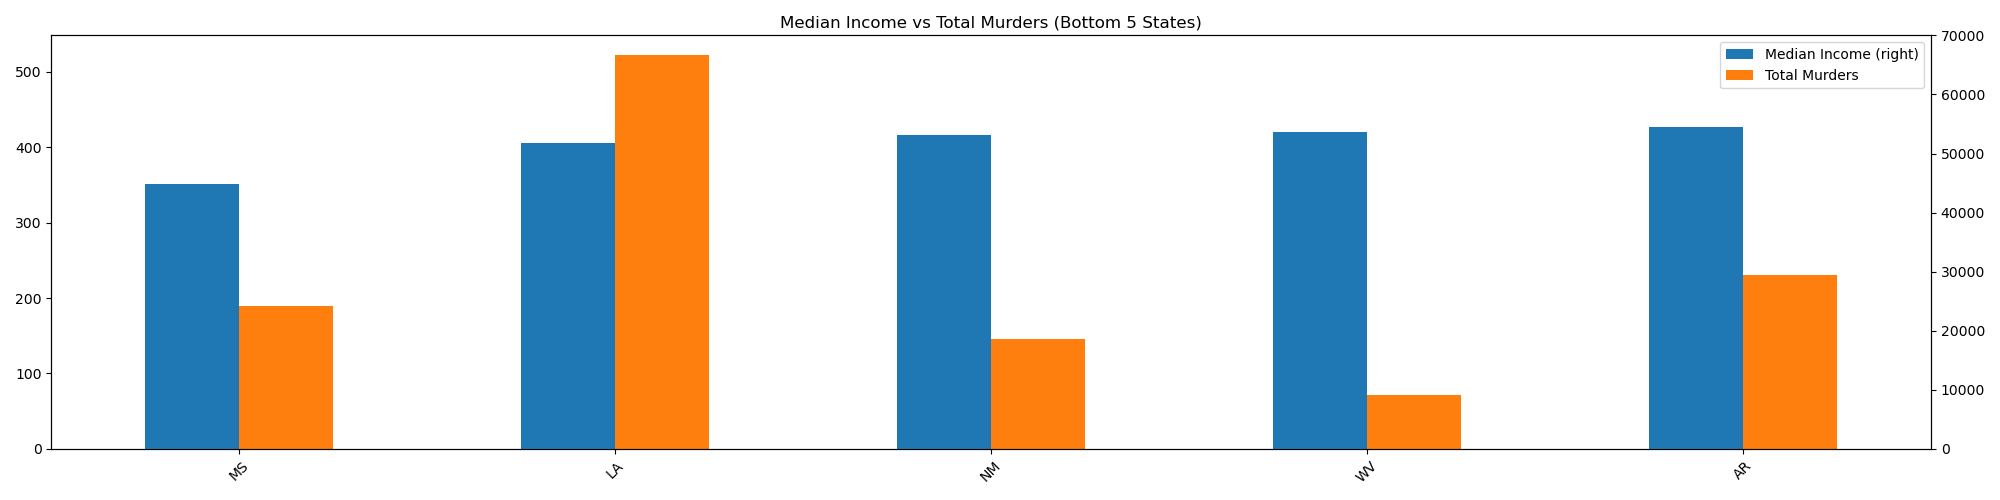 Median Income vs Total Murders (Bottom 5 States)
Median Income (right)
Total Murders
500
400
300
200
100
0
70000
60000
50000
40000
30000
20000
10000
0
MS
LA
NM
WV
AR